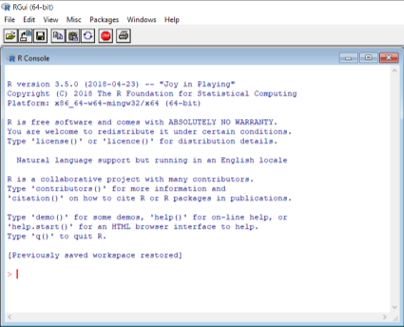 RGui (64-bit)
File Edit View Misc Packages Windows Help
R Console
R version 3.5.0 (2018-04-23) -- "Joy in Playing"
Copyright (C) 2018 The R Foundation for Statistical Computing
Platform: x86_64-w64-mingw32/x64 (64-bit)
R is free software and comes with ABSOLUTELY NO WARRANTY.
You are welcome to redistribute it under certain conditions.
Type 'license()' or 'licence()' for distribution details.
Natural language support but running in an English locale
R is a collaborative project with many contributors.
Type 'contributors()' for more information and
'citation()' on how to cite R or R packages in publications.
Type 'demo()' for some demos, 'help()' for on-line help, or
'help.start()' for an HTML browser interface to help.
Type 'q()' to quit R.
[Previously saved workspace restored]
>